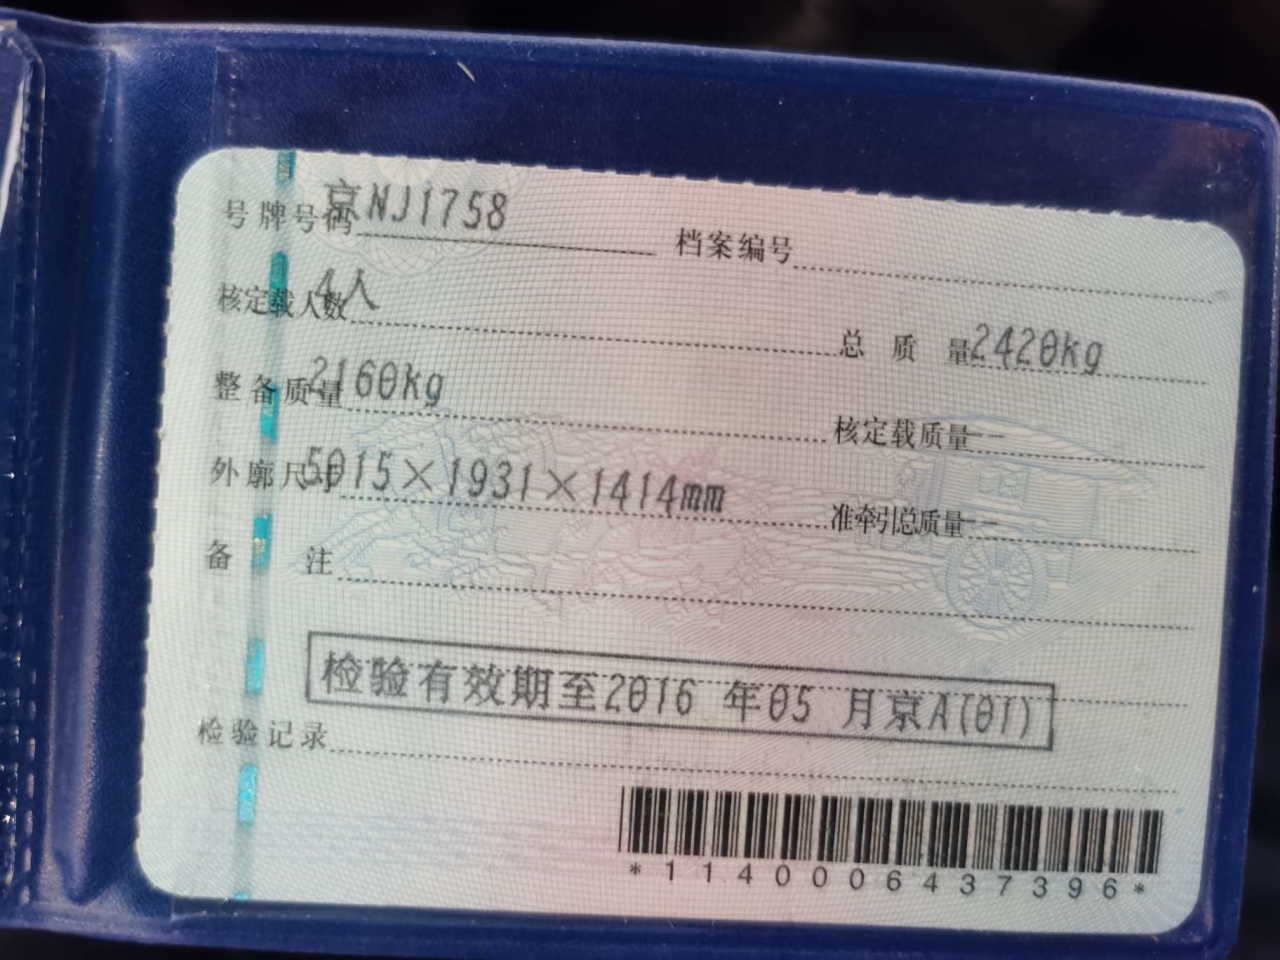 号牌号码 京NJ1758 档案编号
核定载人数 4人 总质量 2420kg
整备质量 2160kg 核定载质量 --
外廓尺寸 5015×1931×1414mm 准牵引总质量 --
备注
检验有效期至2016 年05 月京A(01)
检验记录
*1140006437396*